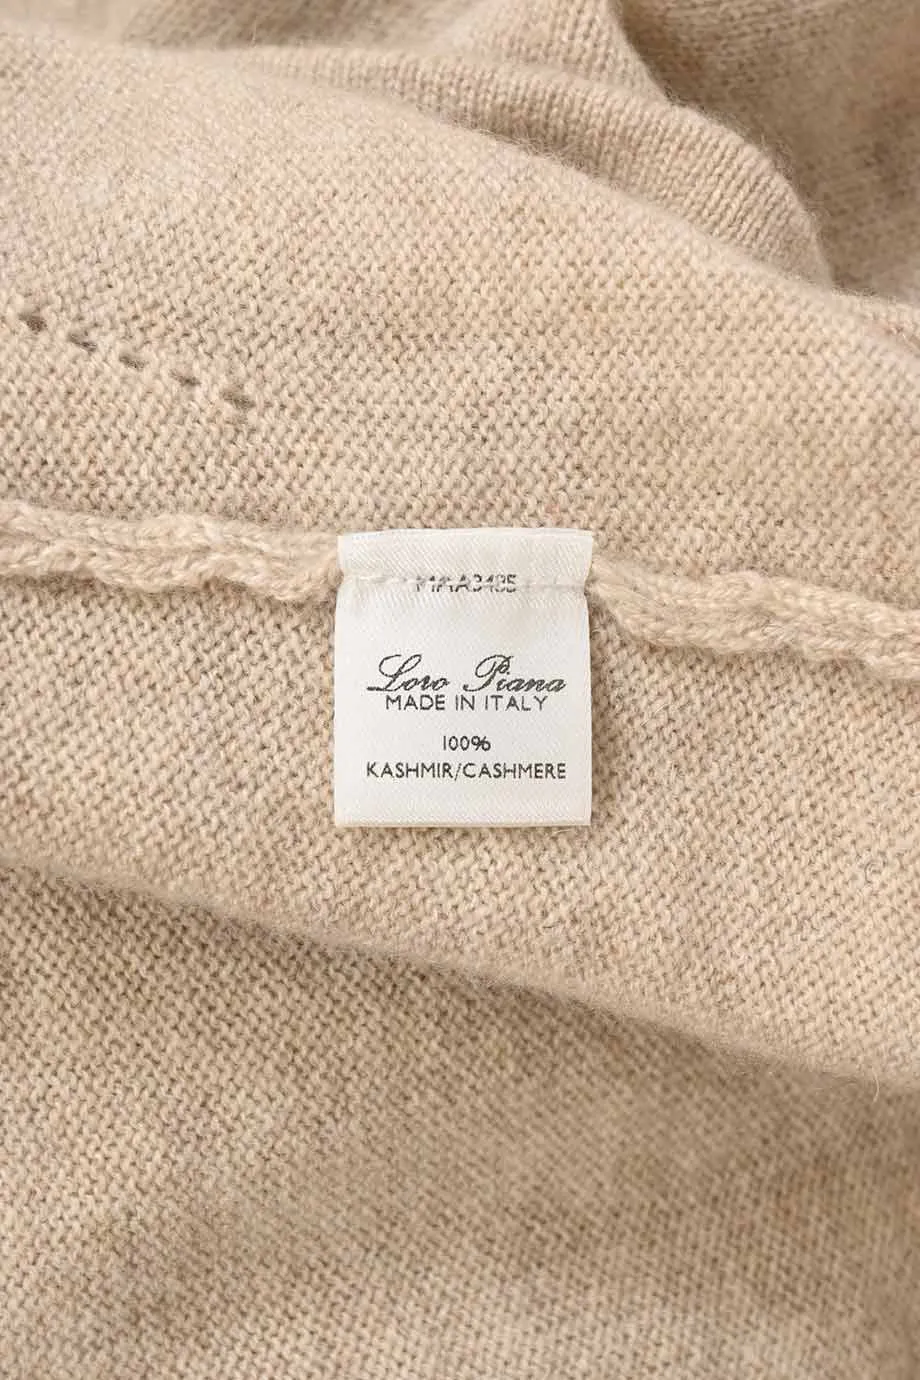 Loro Piana
MADE IN ITALY
100%
KASHMIR/CASHMERE